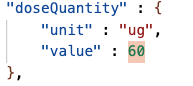 "doseQuantity" : {
"unit" : "ug",
"value" : 60
},